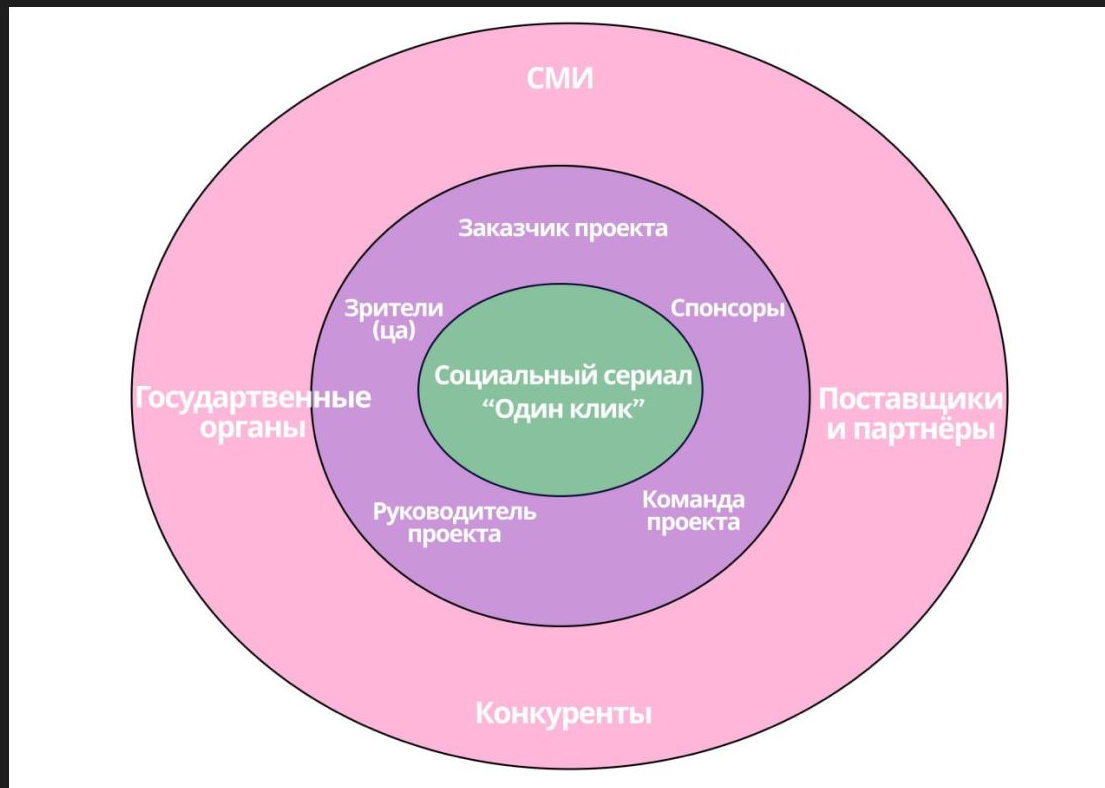 СМИ
Заказчик проекта
Зрители
(ца)
Спонсоры
Социальный сериал
“Один клик”
Государтвенные
органы
Поставщики
и партнёры
Руководитель
проекта
Команда
проекта
Конкуренты